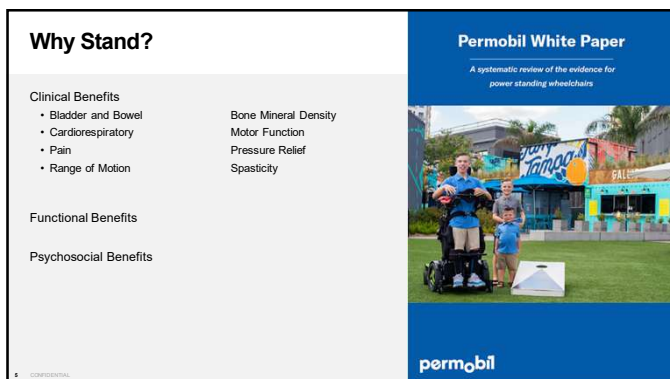 Why Stand?
Clinical Benefits
• Bladder and Bowel
• Cardiorespiratory
• Pain
• Range of Motion
Bone Mineral Density
Motor Function
Pressure Relief
Spasticity
Functional Benefits
Psychosocial Benefits
5 CONFIDENTIAL
Permobil White Paper
A systematic review of the evidence for
power standing wheelchairs
Tampa
GALL
permobil